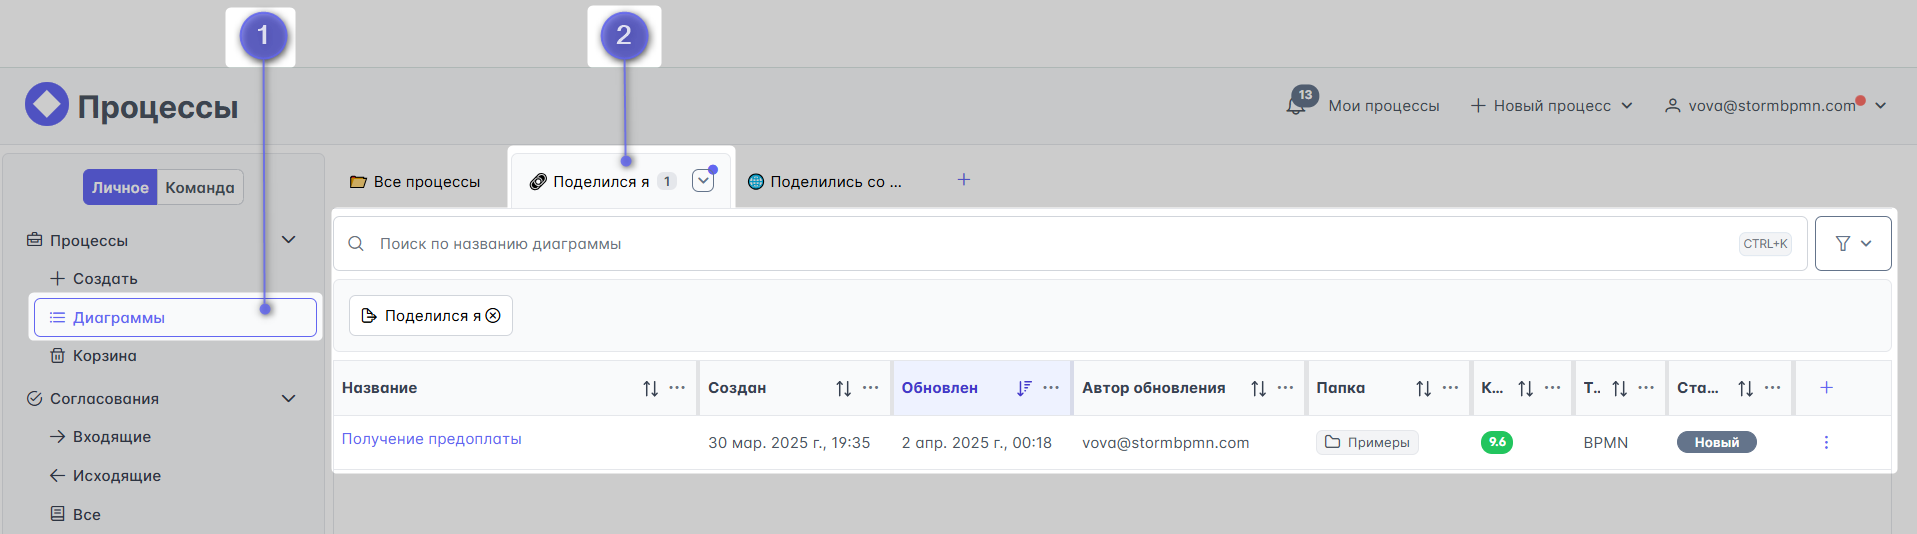 1
2
Процессы
13
Мои процессы
Новый процесс
vova@stormbpmn.com
Личное
Команда
Все процессы
Поделился я
1
Поделились со ...
Процессы
Создать
Диаграммы
Корзина
Согласования
Входящие
Исходящие
Все
Поиск по названию диаграммы
CTRL+K
Поделился я
Название
Создан
Обновлен
Автор обновления
Папка
К...
Т..
Ста...
Получение предоплаты
30 мар. 2025 г., 19:35
2 апр. 2025 г., 00:18
vova@stormbpmn.com
Примеры
9.6
BPMN
Новый